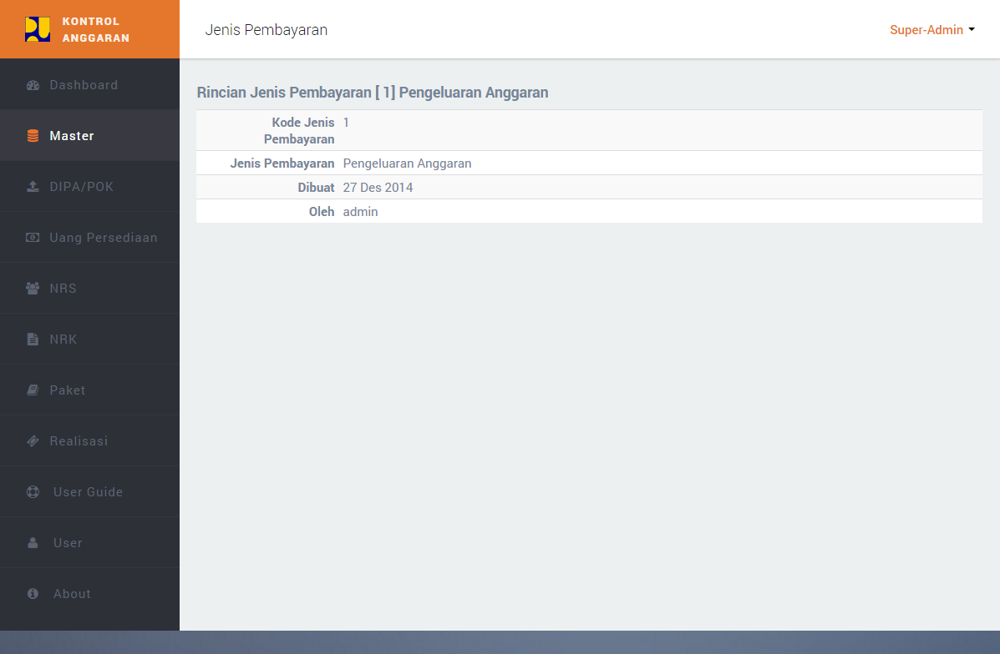 KONTROL
ANGGARAN
Jenis Pembayaran
Super-Admin
Dashboard
Master
DIPA/POK
Uang Persediaan
NRS
NRK
Paket
Realisasi
User Guide
User
About
Rincian Jenis Pembayaran [ 1] Pengeluaran Anggaran
Kode Jenis Pembayaran 1
Jenis Pembayaran Pengeluaran Anggaran
Dibuat 27 Des 2014
Oleh admin